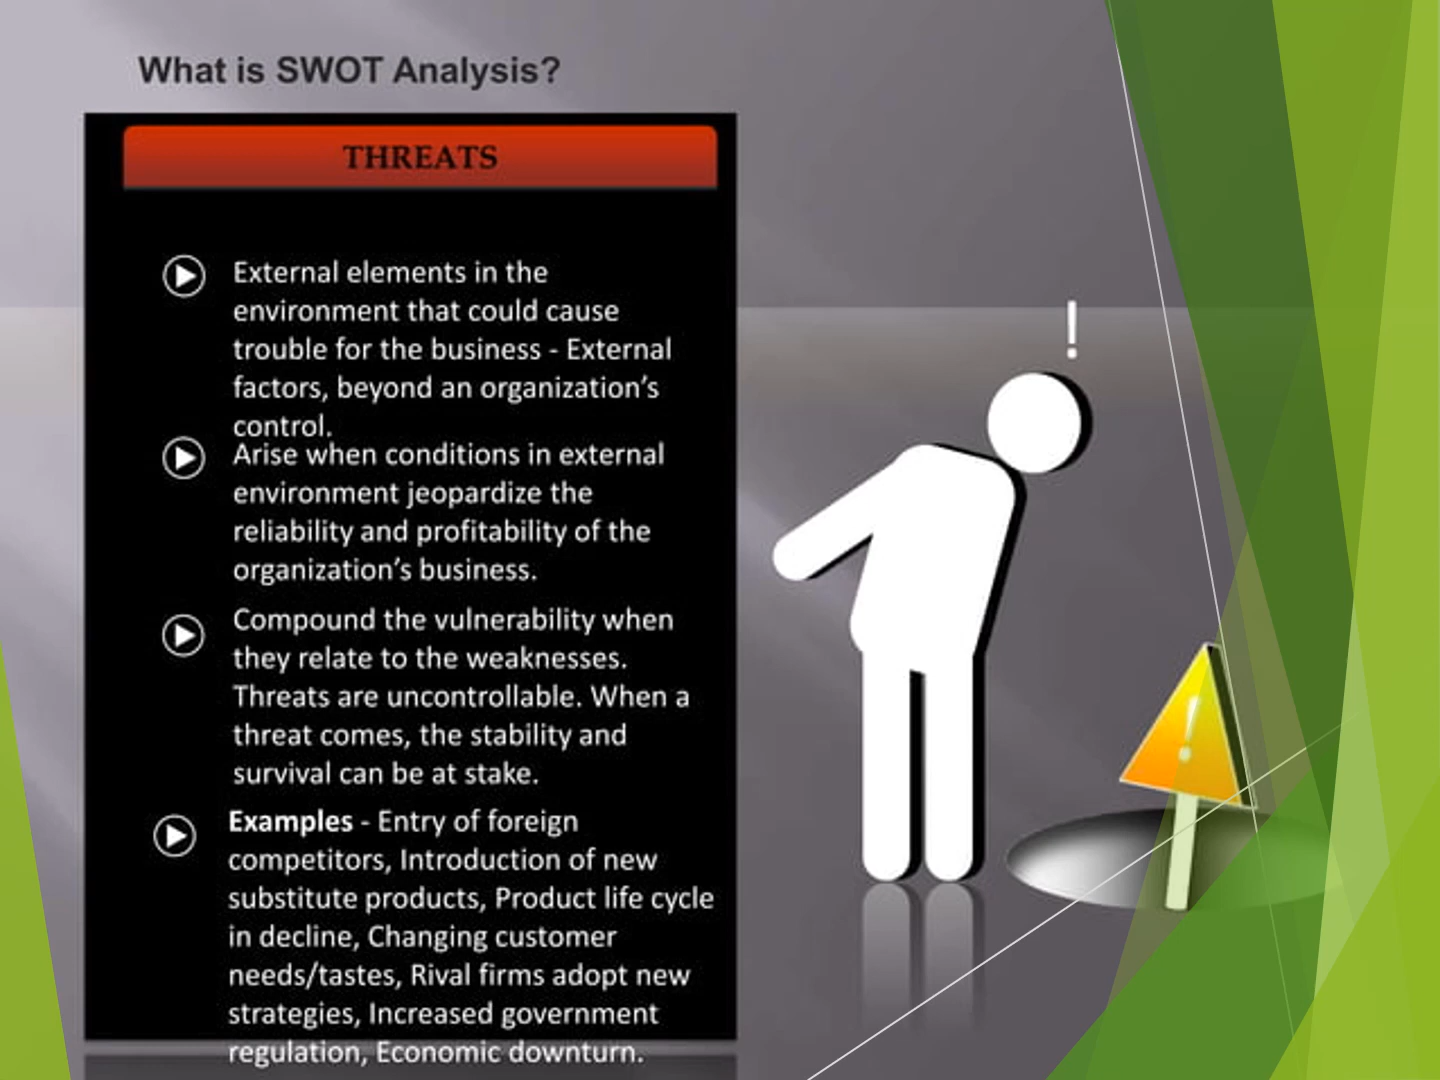 What is SWOT Analysis?
THREATS
External elements in the
environment that could cause
trouble for the business - External
factors, beyond an organization’s
control.
Arise when conditions in external
environment jeopardize the
reliability and profitability of the
organization’s business.
Compound the vulnerability when
they relate to the weaknesses.
Threats are uncontrollable. When a
threat comes, the stability and
survival can be at stake.
Examples - Entry of foreign
competitors, Introduction of new
substitute products, Product life cycle
in decline, Changing customer
needs/tastes, Rival firms adopt new
strategies, Increased government
regulation, Economic downturn.
!
!